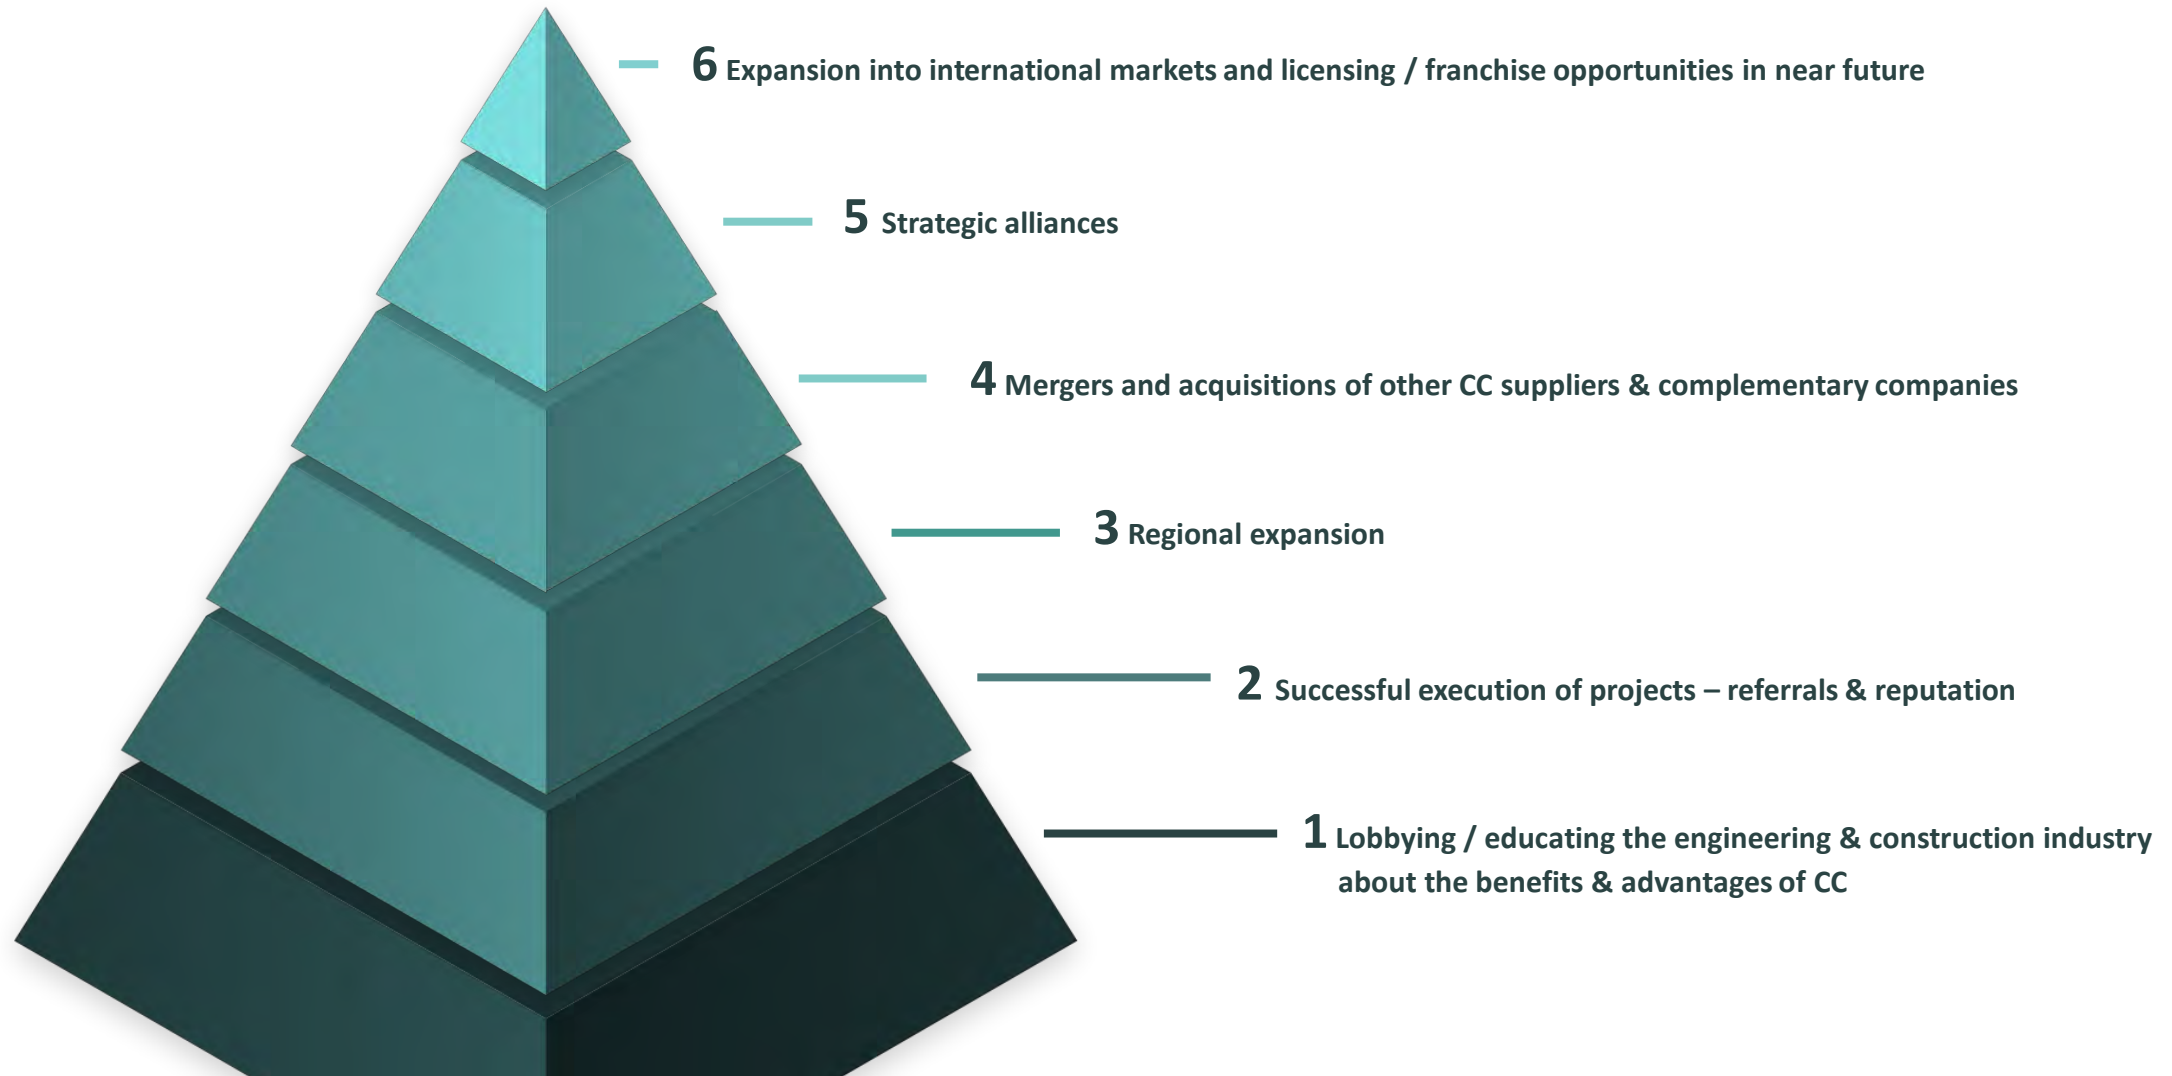 6 Expansion into international markets and licensing / franchise opportunities in near future
5 Strategic alliances
4 Mergers and acquisitions of other CC suppliers & complementary companies
3 Regional expansion
2 Successful execution of projects – referrals & reputation
1 Lobbying / educating the engineering & construction industry
about the benefits & advantages of CC